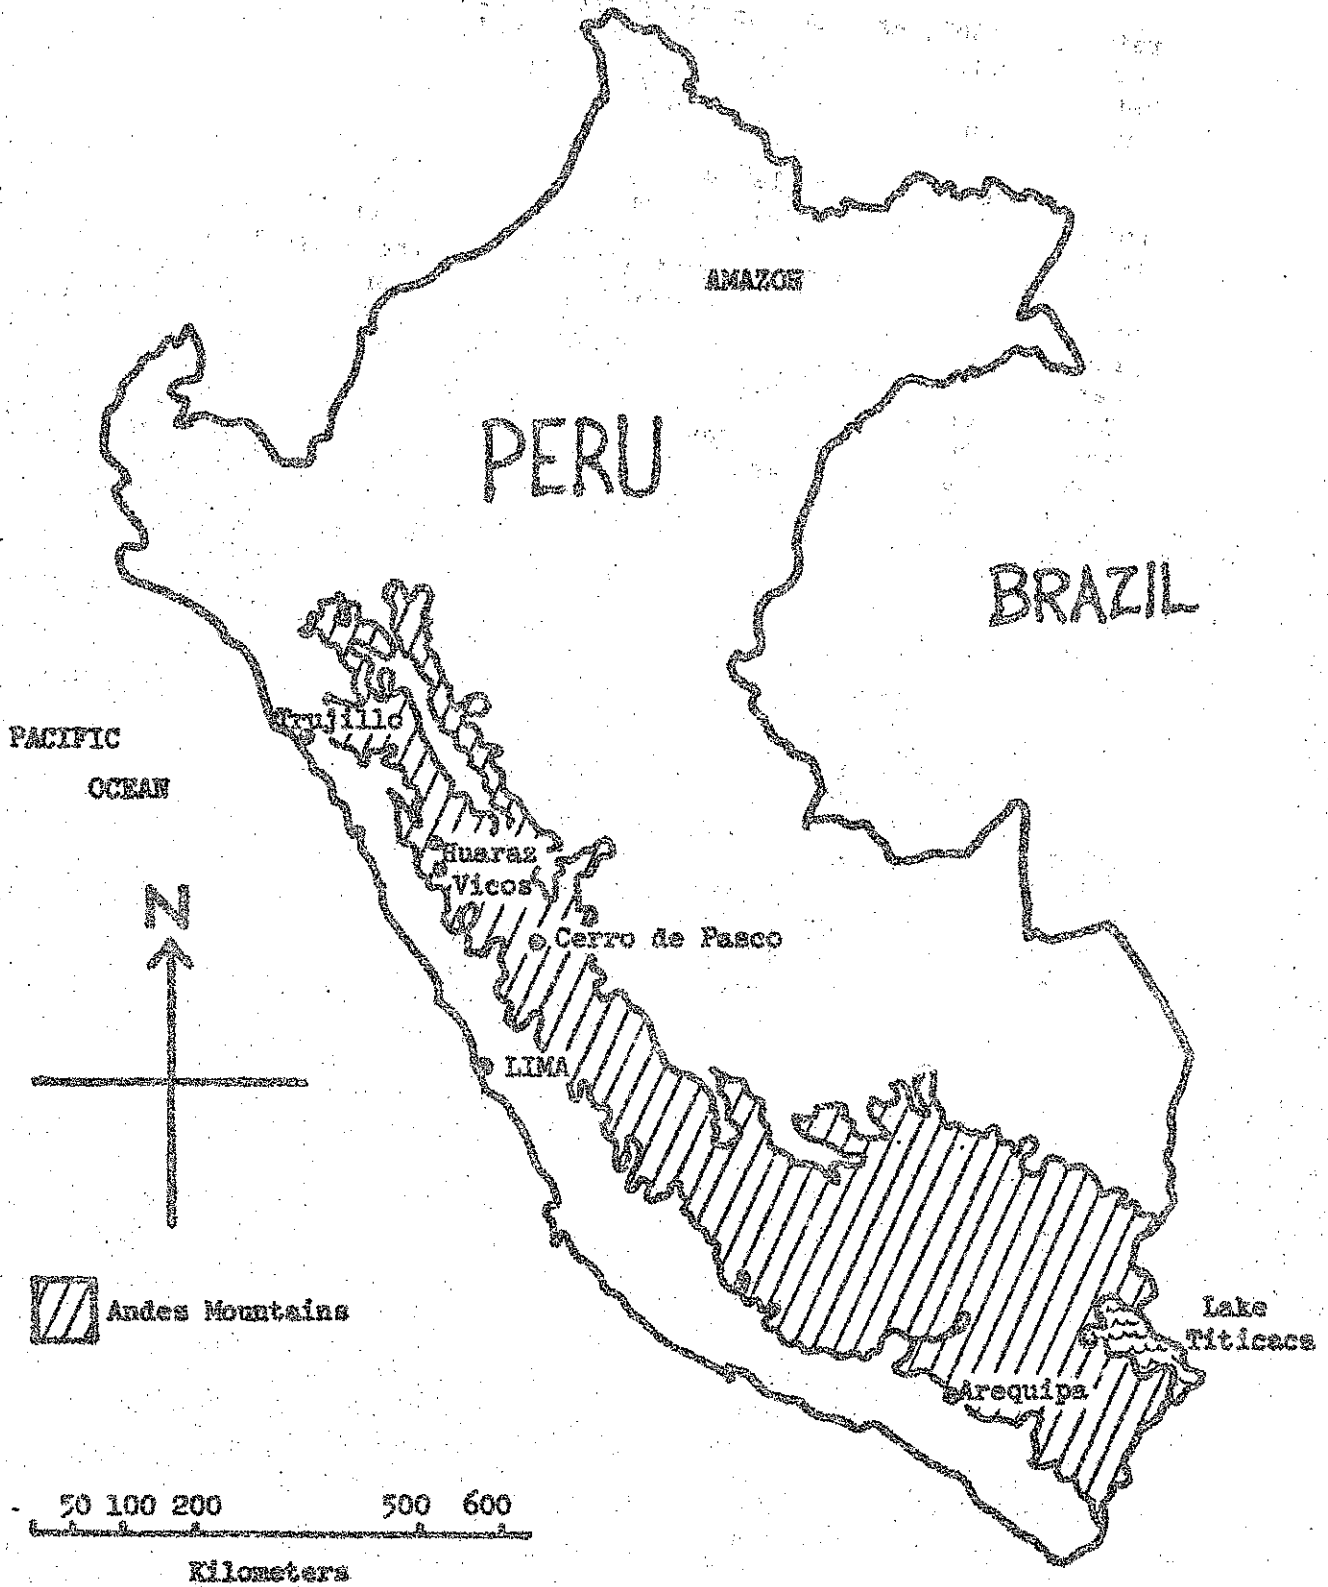 AMAZON
PERU
BRAZIL
Trujillo
PACIFIC
OCEAN
Huaraz
Vicos
N
Cerro de Pasco
LIMA
Andes Mountains
Lake
Titicaca
Arequipa
50 100 200 500 600
Kilometers